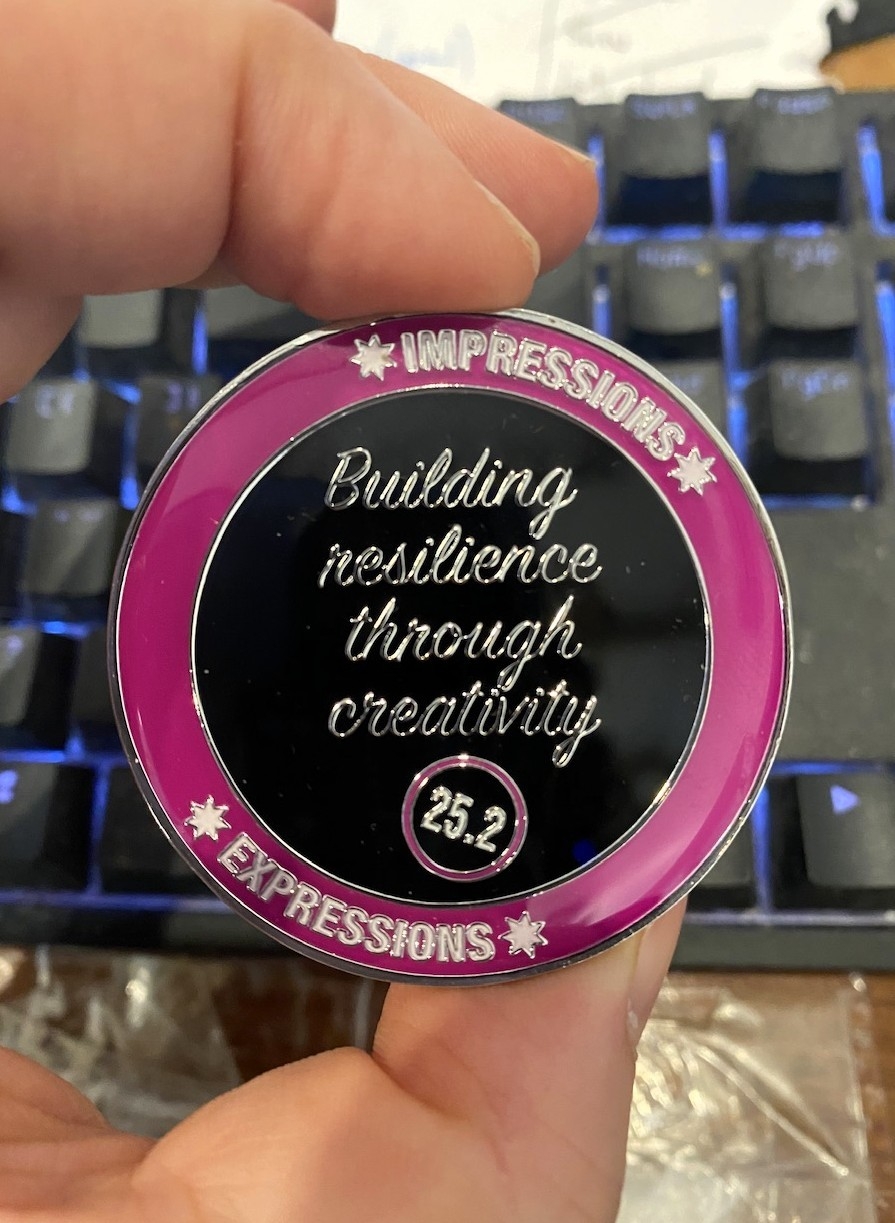 IMPRESSIONS
Building
resilience
through
creativity
25.2
EXPRESSIONS